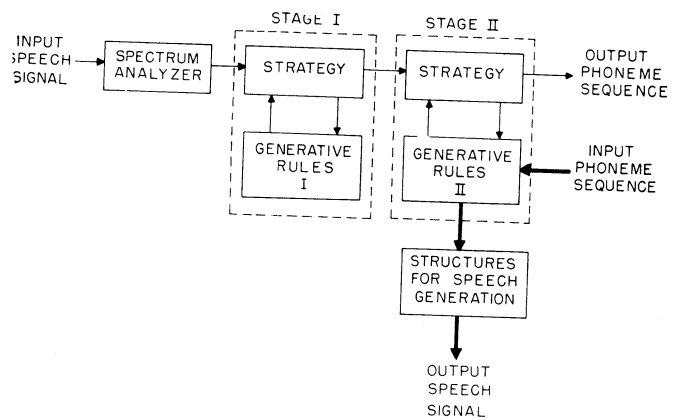 STAGE I
STAGE II
INPUT
SPEECH
SIGNAL
SPECTRUM
ANALYZER
STRATEGY
STRATEGY
OUTPUT
PHONEME
SEQUENCE
GENERATIVE
RULES
I
GENERATIVE
RULES
II
INPUT
PHONEME
SEQUENCE
STRUCTURES
FOR SPEECH
GENERATION
OUTPUT
SPEECH
SIGNAL